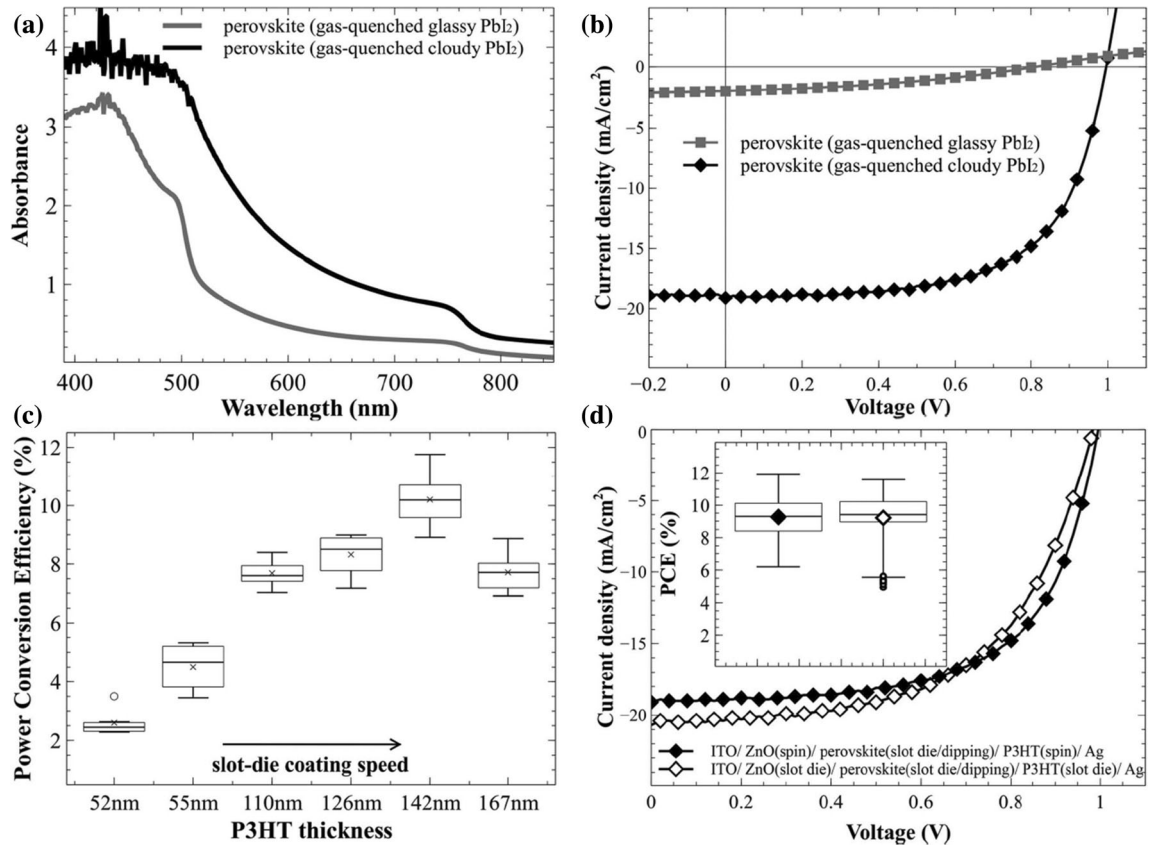 (a)
perovskite (gas-quenched glassy PbI₂)
perovskite (gas-quenched cloudy PbI₂)
Absorbance
4
3
2
1
400 500 600 700 800
Wavelength (nm)
(b)
Current density (mA/cm²)
0
−5
−10
−15
−20
perovskite (gas-quenched glassy PbI₂)
perovskite (gas-quenched cloudy PbI₂)
−0.2 0 0.2 0.4 0.6 0.8 1
Voltage (V)
(c)
Power Conversion Efficiency (%)
12
10
8
6
4
2
slot-die coating speed
52nm 55nm 110nm 126nm 142nm 167nm
P3HT thickness
(d)
Current density (mA/cm²)
0
−5
−10
−15
−20
PCE (%)
12
10
8
6
4
2
ITO/ ZnO(spin)/ perovskite(slot die/dipping)/ P3HT(spin)/ Ag
ITO/ ZnO(slot die)/ perovskite(slot die/dipping)/ P3HT(slot die)/ Ag
0 0.2 0.4 0.6 0.8 1
Voltage (V)